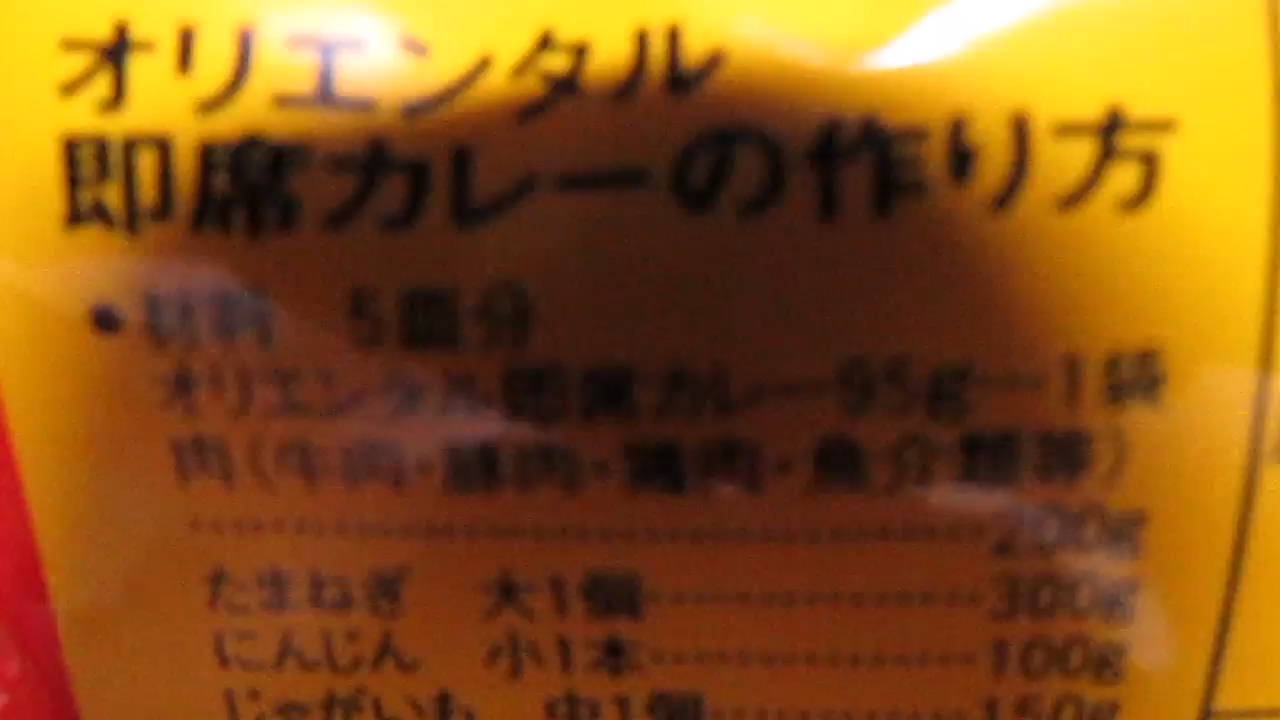 オリエンタル
即席カレーの作り方
●材料 5皿分
オリエンタル即席カレー95g…1袋
肉(牛肉・豚肉・鶏肉・魚介類等)
…………………………200g
たまねぎ 大1個…………300g
にんじん 小1本…………100g
じゃがいも 中1個…………150g